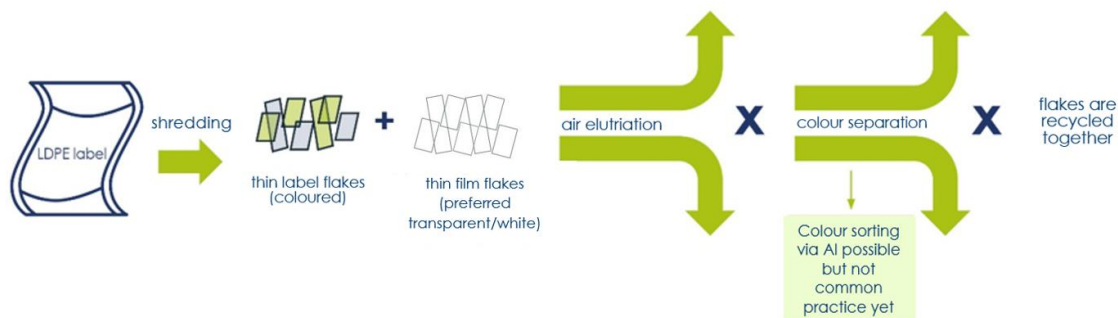 LDPE label
shredding
thin label flakes
(coloured)
+
thin film flakes
(preferred
transparent/white)
air elutriation
X
colour separation
X
flakes are
recycled
together
Colour sorting
via AI possible
but not
common
practice yet